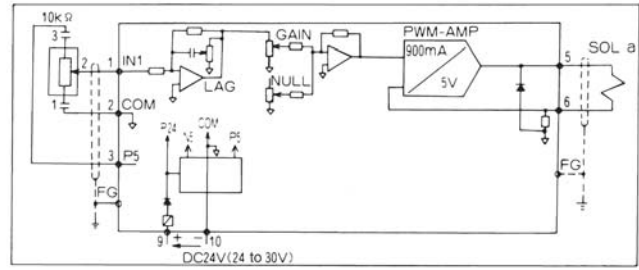 10kΩ
3
2
1
1 IN1
2 COM
3 P5
FG
LAG
GAIN
NULL
PWM-AMP
900mA
5V
5
6
SOL a
FG
P24
N5
COM
P5
9
+ -
10
DC24V(24 to 30V)